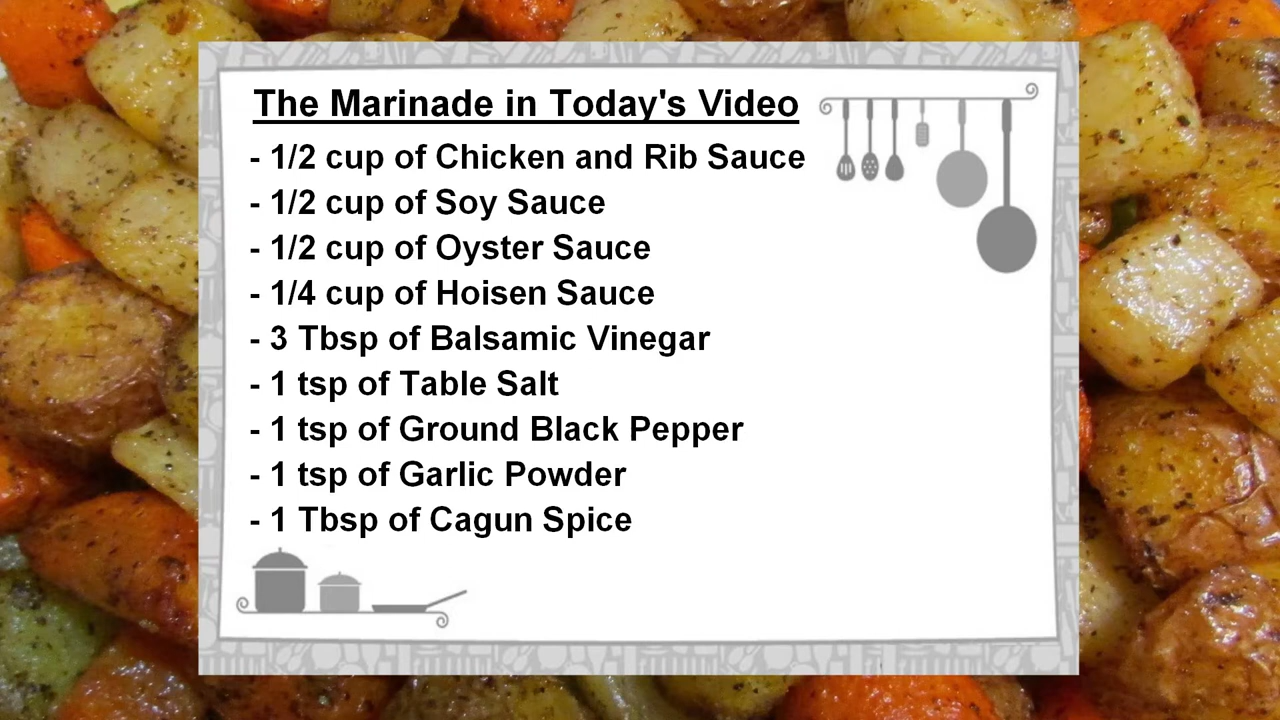 The Marinade in Today's Video
- 1/2 cup of Chicken and Rib Sauce
- 1/2 cup of Soy Sauce
- 1/2 cup of Oyster Sauce
- 1/4 cup of Hoisen Sauce
- 3 Tbsp of Balsamic Vinegar
- 1 tsp of Table Salt
- 1 tsp of Ground Black Pepper
- 1 tsp of Garlic Powder
- 1 Tbsp of Cagun Spice